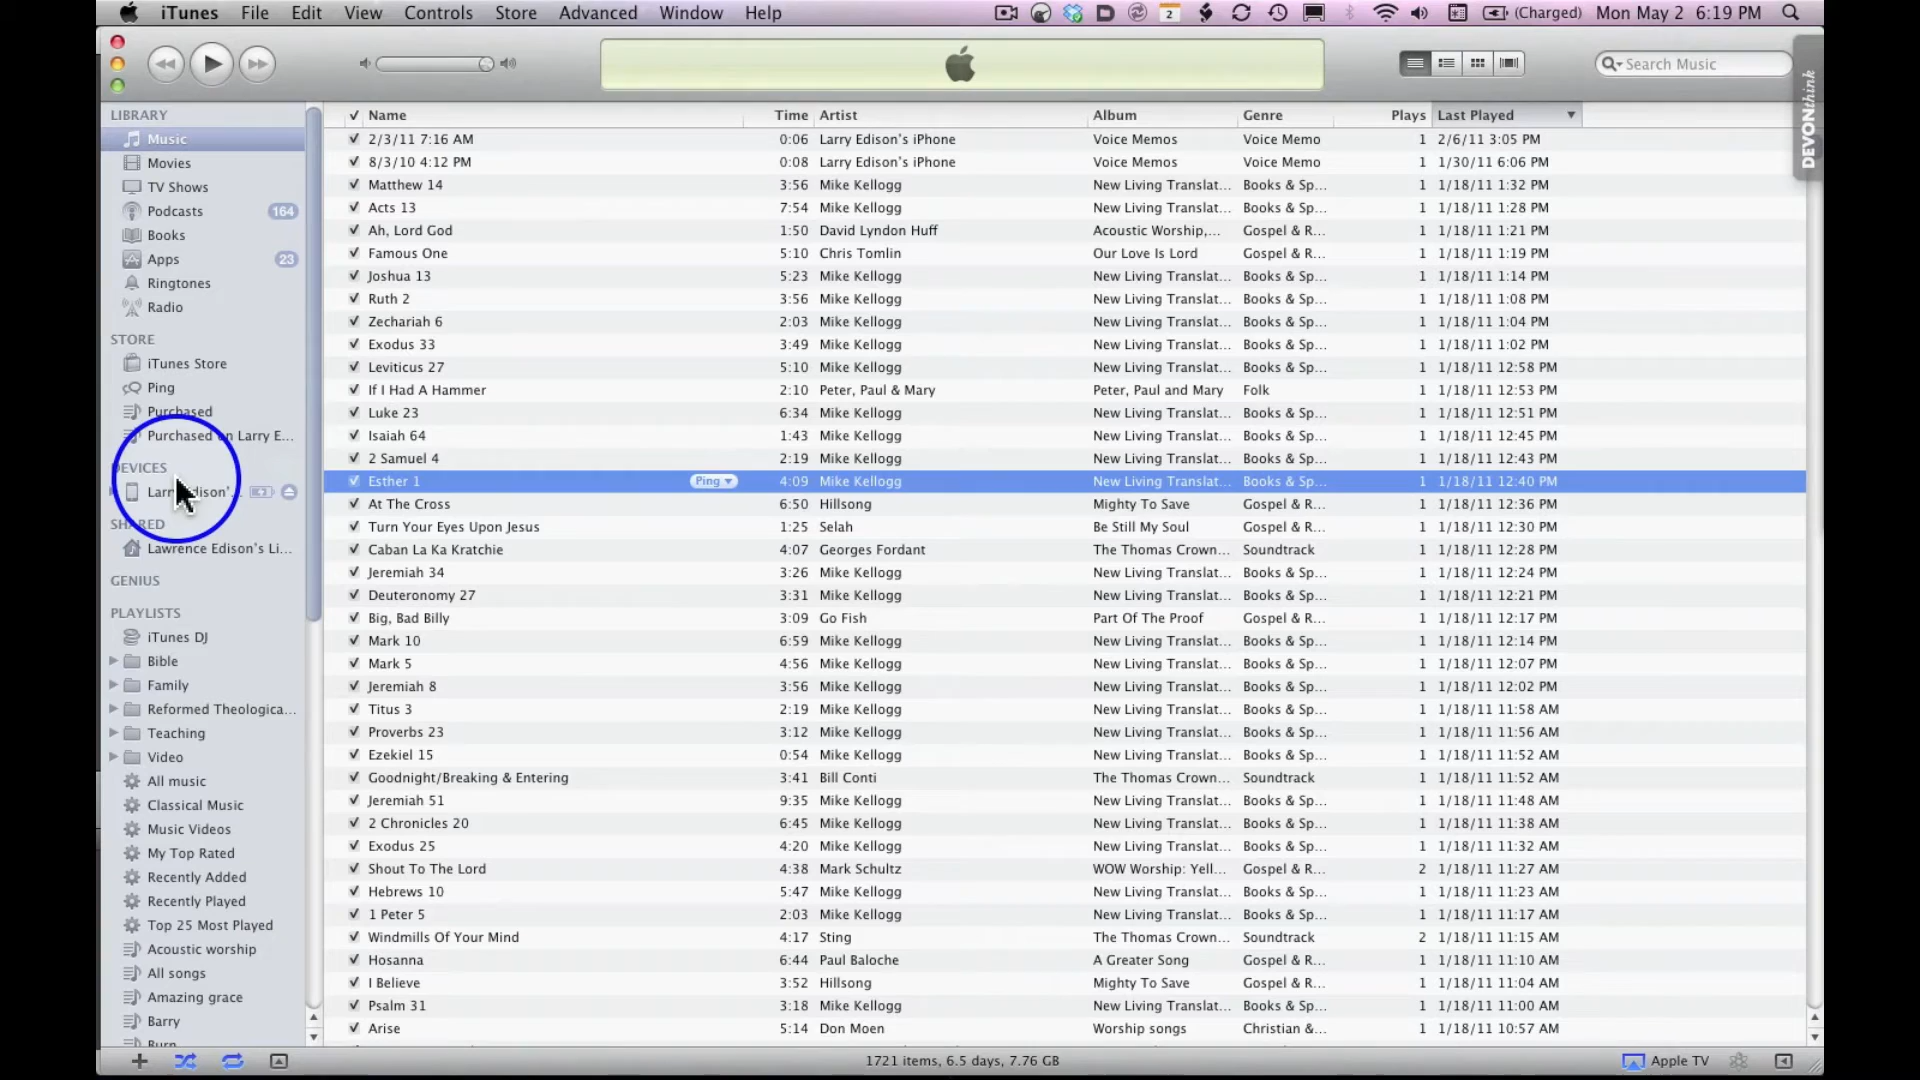 iTunes File Edit View Controls Store Advanced Window Help 2 (Charged) Mon May 2 6:19 PM
Search Music
DEVONthink
LIBRARY
Music
Movies
TV Shows
Podcasts 164
Books
Apps 23
Ringtones
Radio
STORE
iTunes Store
Ping
Purchased
Purchased on Larry E...
DEVICES
Larry Edison'...
SHARED
Lawrence Edison's Li...
GENIUS
PLAYLISTS
iTunes DJ
Bible
Family
Reformed Theologica...
Teaching
Video
All music
Classical Music
Music Videos
My Top Rated
Recently Added
Recently Played
Top 25 Most Played
Acoustic worship
All songs
Amazing grace
Barry
Burn
Name Time Artist Album Genre Plays Last Played
2/3/11 7:16 AM 0:06 Larry Edison's iPhone Voice Memos Voice Memo 1 2/6/11 3:05 PM
8/3/10 4:12 PM 0:08 Larry Edison's iPhone Voice Memos Voice Memo 1 1/30/11 6:06 PM
Matthew 14 3:56 Mike Kellogg New Living Translat... Books & Sp... 1 1/18/11 1:32 PM
Acts 13 7:54 Mike Kellogg New Living Translat... Books & Sp... 1 1/18/11 1:28 PM
Ah, Lord God 1:50 David Lyndon Huff Acoustic Worship,... Gospel & R... 1 1/18/11 1:21 PM
Famous One 5:10 Chris Tomlin Our Love Is Lord Gospel & R... 1 1/18/11 1:19 PM
Joshua 13 5:23 Mike Kellogg New Living Translat... Books & Sp... 1 1/18/11 1:14 PM
Ruth 2 3:56 Mike Kellogg New Living Translat... Books & Sp... 1 1/18/11 1:08 PM
Zechariah 6 2:03 Mike Kellogg New Living Translat... Books & Sp... 1 1/18/11 1:04 PM
Exodus 33 3:49 Mike Kellogg New Living Translat... Books & Sp... 1 1/18/11 1:02 PM
Leviticus 27 5:10 Mike Kellogg New Living Translat... Books & Sp... 1 1/18/11 12:58 PM
If I Had A Hammer 2:10 Peter, Paul & Mary Peter, Paul and Mary Folk 1 1/18/11 12:53 PM
Luke 23 6:34 Mike Kellogg New Living Translat... Books & Sp... 1 1/18/11 12:51 PM
Isaiah 64 1:43 Mike Kellogg New Living Translat... Books & Sp... 1 1/18/11 12:45 PM
2 Samuel 4 2:19 Mike Kellogg New Living Translat... Books & Sp... 1 1/18/11 12:43 PM
Esther 1 Ping 4:09 Mike Kellogg New Living Translat... Books & Sp... 1 1/18/11 12:40 PM
At The Cross 6:50 Hillsong Mighty To Save Gospel & R... 1 1/18/11 12:36 PM
Turn Your Eyes Upon Jesus 1:25 Selah Be Still My Soul Gospel & R... 1 1/18/11 12:30 PM
Caban La Ka Kratchie 4:07 Georges Fordant The Thomas Crown... Soundtrack 1 1/18/11 12:28 PM
Jeremiah 34 3:26 Mike Kellogg New Living Translat... Books & Sp... 1 1/18/11 12:24 PM
Deuteronomy 27 3:31 Mike Kellogg New Living Translat... Books & Sp... 1 1/18/11 12:21 PM
Big, Bad Billy 3:09 Go Fish Part Of The Proof Gospel & R... 1 1/18/11 12:17 PM
Mark 10 6:59 Mike Kellogg New Living Translat... Books & Sp... 1 1/18/11 12:14 PM
Mark 5 4:56 Mike Kellogg New Living Translat... Books & Sp... 1 1/18/11 12:07 PM
Jeremiah 8 3:56 Mike Kellogg New Living Translat... Books & Sp... 1 1/18/11 12:02 PM
Titus 3 2:19 Mike Kellogg New Living Translat... Books & Sp... 1 1/18/11 11:58 AM
Proverbs 23 3:12 Mike Kellogg New Living Translat... Books & Sp... 1 1/18/11 11:56 AM
Ezekiel 15 0:54 Mike Kellogg New Living Translat... Books & Sp... 1 1/18/11 11:52 AM
Goodnight/Breaking & Entering 3:41 Bill Conti The Thomas Crown... Soundtrack 1 1/18/11 11:52 AM
Jeremiah 51 9:35 Mike Kellogg New Living Translat... Books & Sp... 1 1/18/11 11:48 AM
2 Chronicles 20 6:45 Mike Kellogg New Living Translat... Books & Sp... 1 1/18/11 11:38 AM
Exodus 25 4:20 Mike Kellogg New Living Translat... Books & Sp... 1 1/18/11 11:32 AM
Shout To The Lord 4:38 Mark Schultz WOW Worship: Yell... Gospel & R... 2 1/18/11 11:27 AM
Hebrews 10 5:47 Mike Kellogg New Living Translat... Books & Sp... 1 1/18/11 11:23 AM
1 Peter 5 2:03 Mike Kellogg New Living Translat... Books & Sp... 1 1/18/11 11:17 AM
Windmills Of Your Mind 4:17 Sting The Thomas Crown... Soundtrack 2 1/18/11 11:15 AM
Hosanna 6:44 Paul Baloche A Greater Song Gospel & R... 1 1/18/11 11:10 AM
I Believe 3:52 Hillsong Mighty To Save Gospel & R... 1 1/18/11 11:04 AM
Psalm 31 3:18 Mike Kellogg New Living Translat... Books & Sp... 1 1/18/11 11:00 AM
Arise 5:14 Don Moen Worship songs Christian &... 1 1/18/11 10:57 AM
1721 items, 6.5 days, 7.76 GB
Apple TV